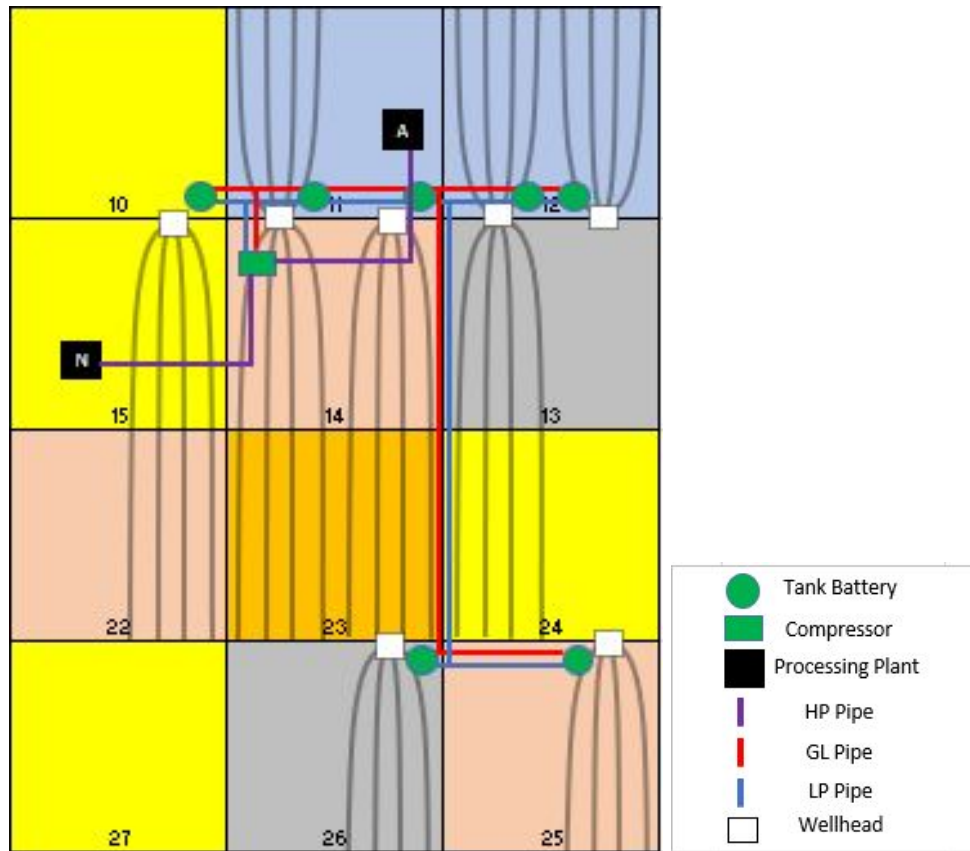 A
10
11
12
N
15
14
13
22
23
24
27
26
25
Tank Battery
Compressor
Processing Plant
HP Pipe
GL Pipe
LP Pipe
Wellhead